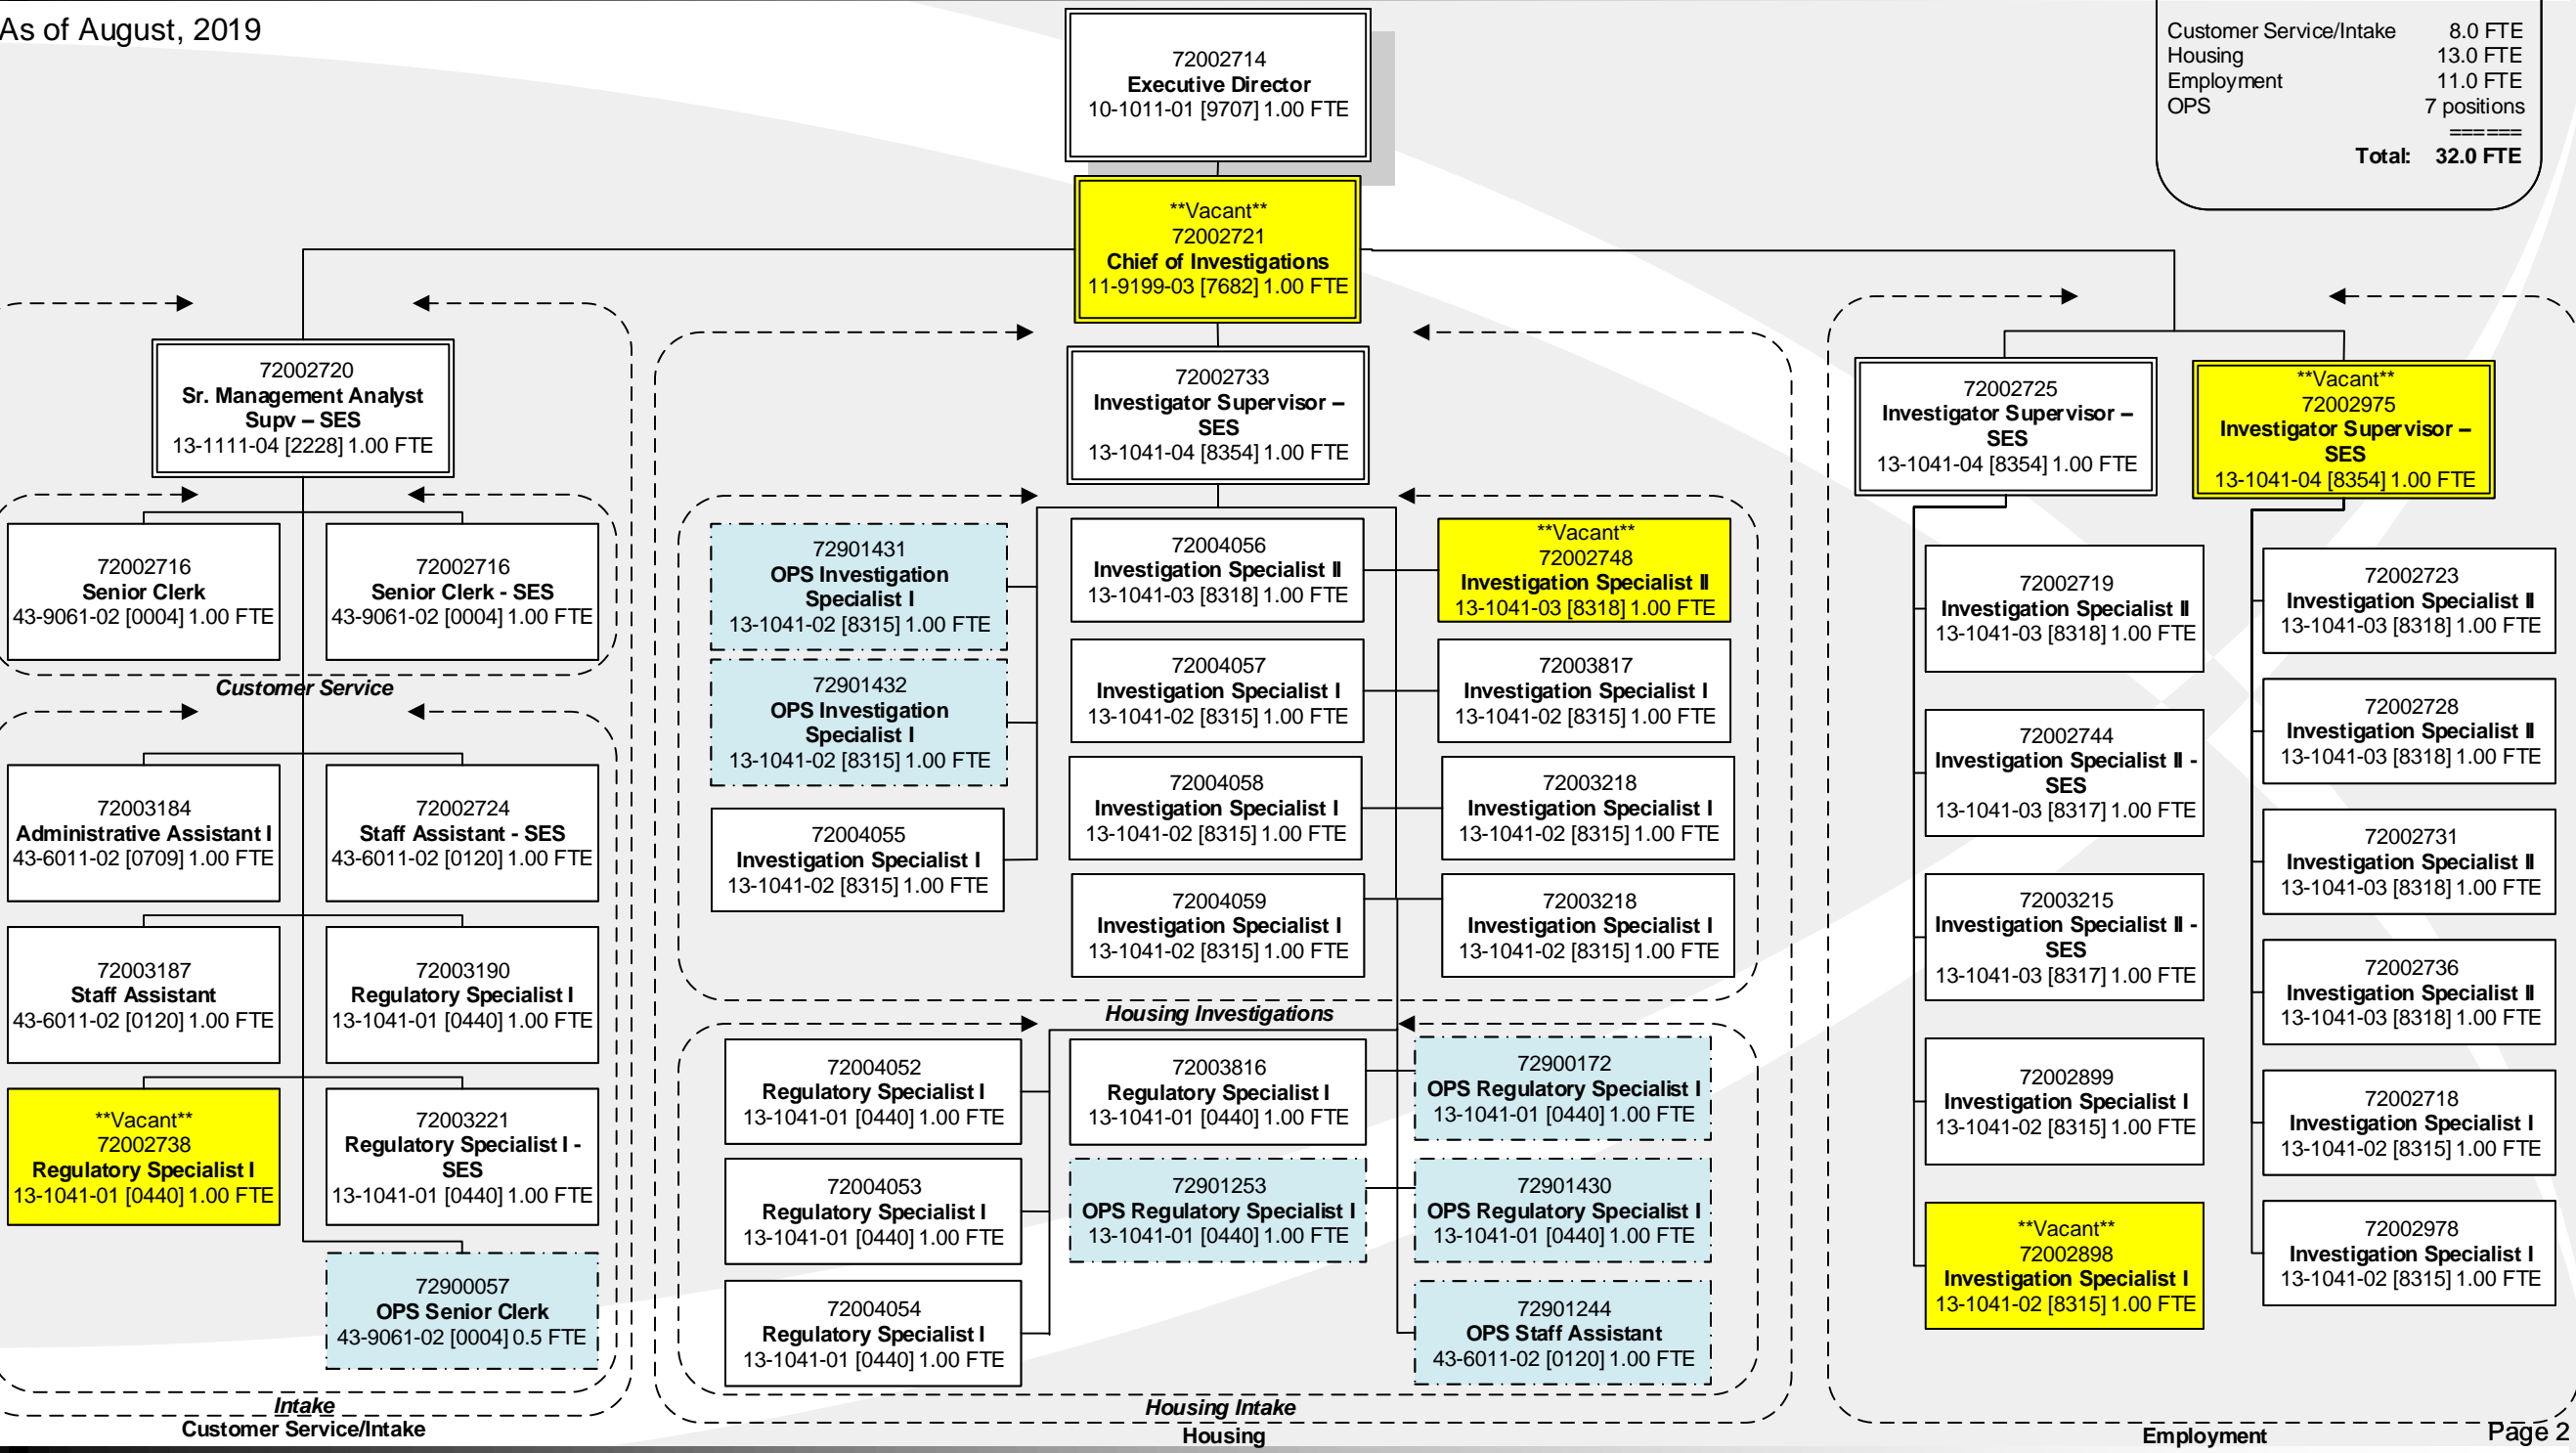 As of August, 2019
72002714
Executive Director
10-1011-01 [9707] 1.00 FTE
Customer Service/Intake 8.0 FTE
Housing 13.0 FTE
Employment 11.0 FTE
OPS 7 positions
======
Total: 32.0 FTE
**Vacant**
72002721
Chief of Investigations
11-9199-03 [7682] 1.00 FTE
72002720
Sr. Management Analyst
Supv – SES
13-1111-04 [2228] 1.00 FTE
72002716
Senior Clerk
43-9061-02 [0004] 1.00 FTE
72002716
Senior Clerk - SES
43-9061-02 [0004] 1.00 FTE
Customer Service
72003184
Administrative Assistant I
43-6011-02 [0709] 1.00 FTE
72002724
Staff Assistant - SES
43-6011-02 [0120] 1.00 FTE
72003187
Staff Assistant
43-6011-02 [0120] 1.00 FTE
72003190
Regulatory Specialist I
13-1041-01 [0440] 1.00 FTE
**Vacant**
72002738
Regulatory Specialist I
13-1041-01 [0440] 1.00 FTE
72003221
Regulatory Specialist I -
SES
13-1041-01 [0440] 1.00 FTE
72900057
OPS Senior Clerk
43-9061-02 [0004] 0.5 FTE
Intake
Customer Service/Intake
72002733
Investigator Supervisor –
SES
13-1041-04 [8354] 1.00 FTE
72901431
OPS Investigation
Specialist I
13-1041-02 [8315] 1.00 FTE
72901432
OPS Investigation
Specialist I
13-1041-02 [8315] 1.00 FTE
72004055
Investigation Specialist I
13-1041-02 [8315] 1.00 FTE
72004056
Investigation Specialist II
13-1041-03 [8318] 1.00 FTE
**Vacant**
72002748
Investigation Specialist II
13-1041-03 [8318] 1.00 FTE
72004057
Investigation Specialist I
13-1041-02 [8315] 1.00 FTE
72003817
Investigation Specialist I
13-1041-02 [8315] 1.00 FTE
72004058
Investigation Specialist I
13-1041-02 [8315] 1.00 FTE
72003218
Investigation Specialist I
13-1041-02 [8315] 1.00 FTE
72004059
Investigation Specialist I
13-1041-02 [8315] 1.00 FTE
72003218
Investigation Specialist I
13-1041-02 [8315] 1.00 FTE
Housing Investigations
72004052
Regulatory Specialist I
13-1041-01 [0440] 1.00 FTE
72003816
Regulatory Specialist I
13-1041-01 [0440] 1.00 FTE
72900172
OPS Regulatory Specialist I
13-1041-01 [0440] 1.00 FTE
72004053
Regulatory Specialist I
13-1041-01 [0440] 1.00 FTE
72901253
OPS Regulatory Specialist I
13-1041-01 [0440] 1.00 FTE
72901430
OPS Regulatory Specialist I
13-1041-01 [0440] 1.00 FTE
72004054
Regulatory Specialist I
13-1041-01 [0440] 1.00 FTE
72901244
OPS Staff Assistant
43-6011-02 [0120] 1.00 FTE
Housing Intake
Housing
72002725
Investigator Supervisor –
SES
13-1041-04 [8354] 1.00 FTE
**Vacant**
72002975
Investigator Supervisor –
SES
13-1041-04 [8354] 1.00 FTE
72002719
Investigation Specialist II
13-1041-03 [8318] 1.00 FTE
72002744
Investigation Specialist II -
SES
13-1041-03 [8317] 1.00 FTE
72003215
Investigation Specialist II -
SES
13-1041-03 [8317] 1.00 FTE
72002899
Investigation Specialist I
13-1041-02 [8315] 1.00 FTE
**Vacant**
72002898
Investigation Specialist I
13-1041-02 [8315] 1.00 FTE
72002723
Investigation Specialist II
13-1041-03 [8318] 1.00 FTE
72002728
Investigation Specialist II
13-1041-03 [8318] 1.00 FTE
72002731
Investigation Specialist II
13-1041-03 [8318] 1.00 FTE
72002736
Investigation Specialist II
13-1041-03 [8318] 1.00 FTE
72002718
Investigation Specialist I
13-1041-02 [8315] 1.00 FTE
72002978
Investigation Specialist I
13-1041-02 [8315] 1.00 FTE
Employment
Page 2